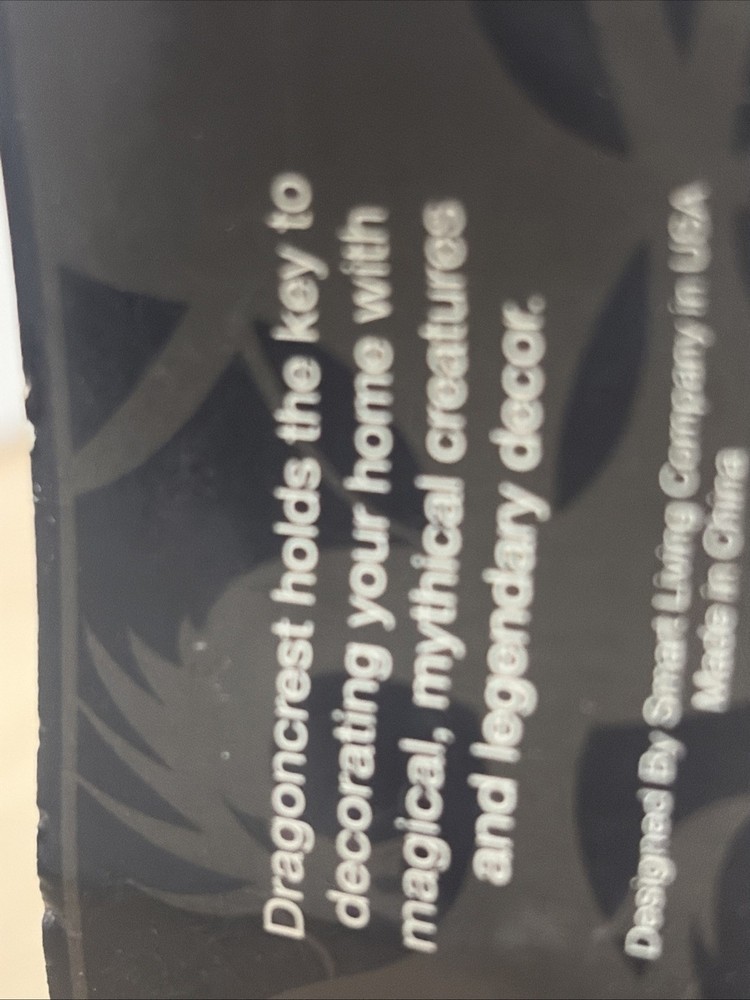 Dragoncrest holds the key to
decorating your home with
magical, mythical creatures
and legendary decor.
Designed By Smart Living Company in USA
Made in China